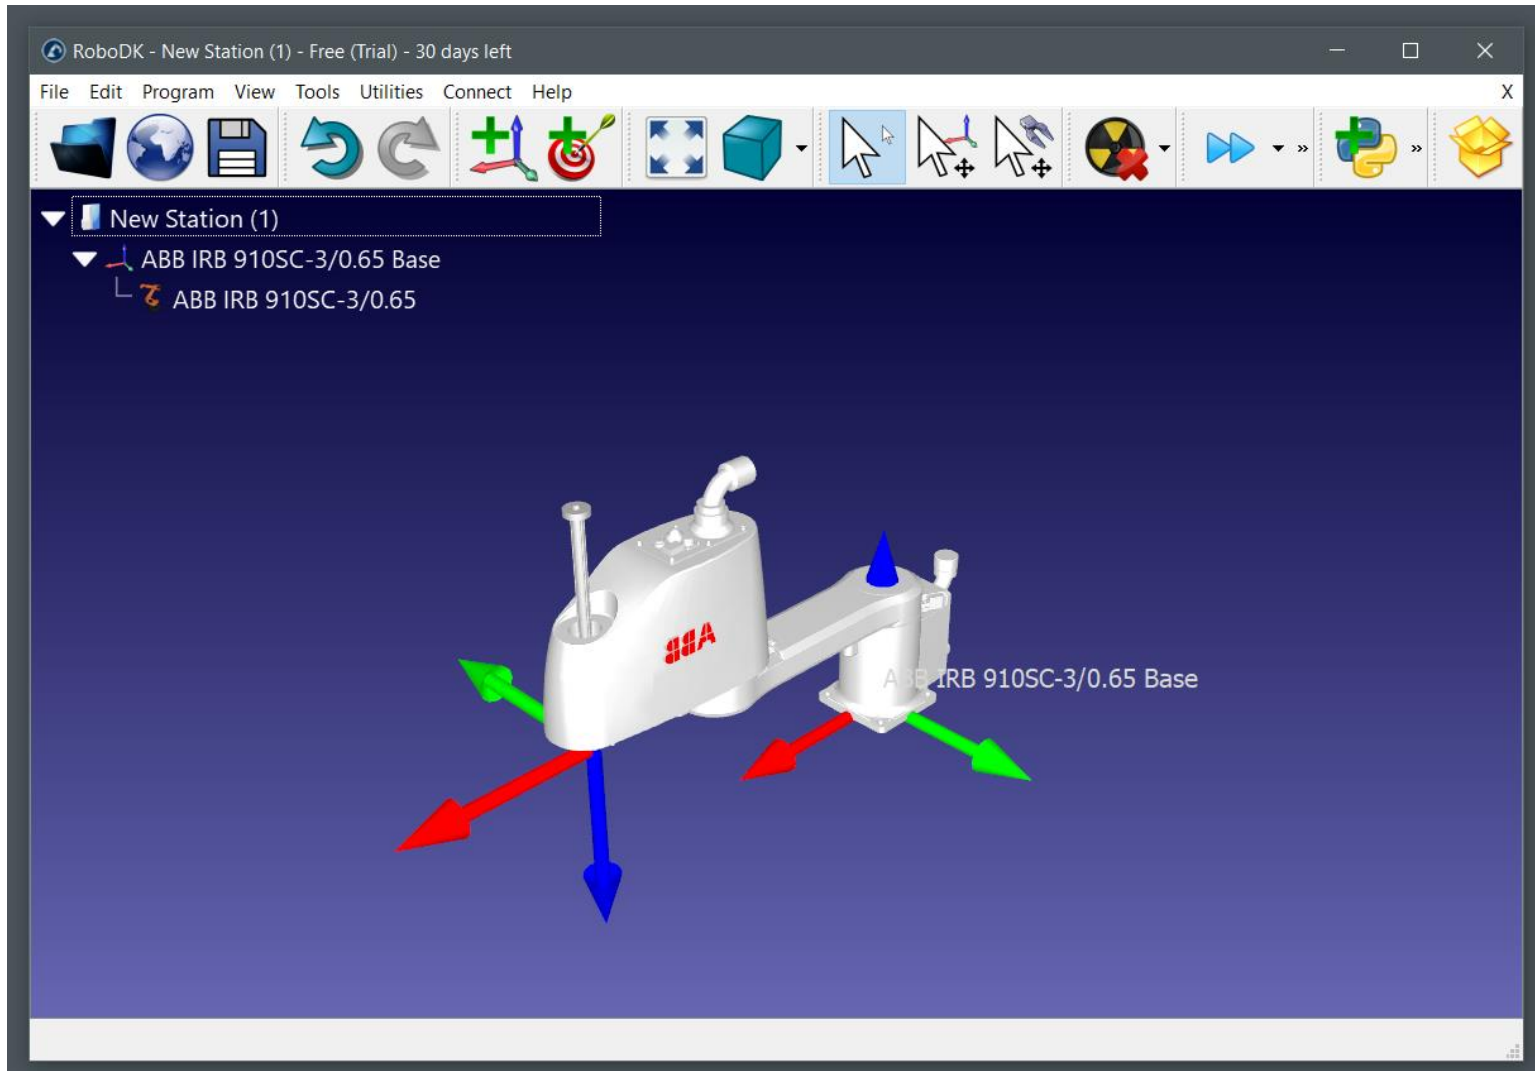 RoboDK - New Station (1) - Free (Trial) - 30 days left
File Edit Program View Tools Utilities Connect Help X
New Station (1)
ABB IRB 910SC-3/0.65 Base
ABB IRB 910SC-3/0.65
ABB
ABB IRB 910SC-3/0.65 Base